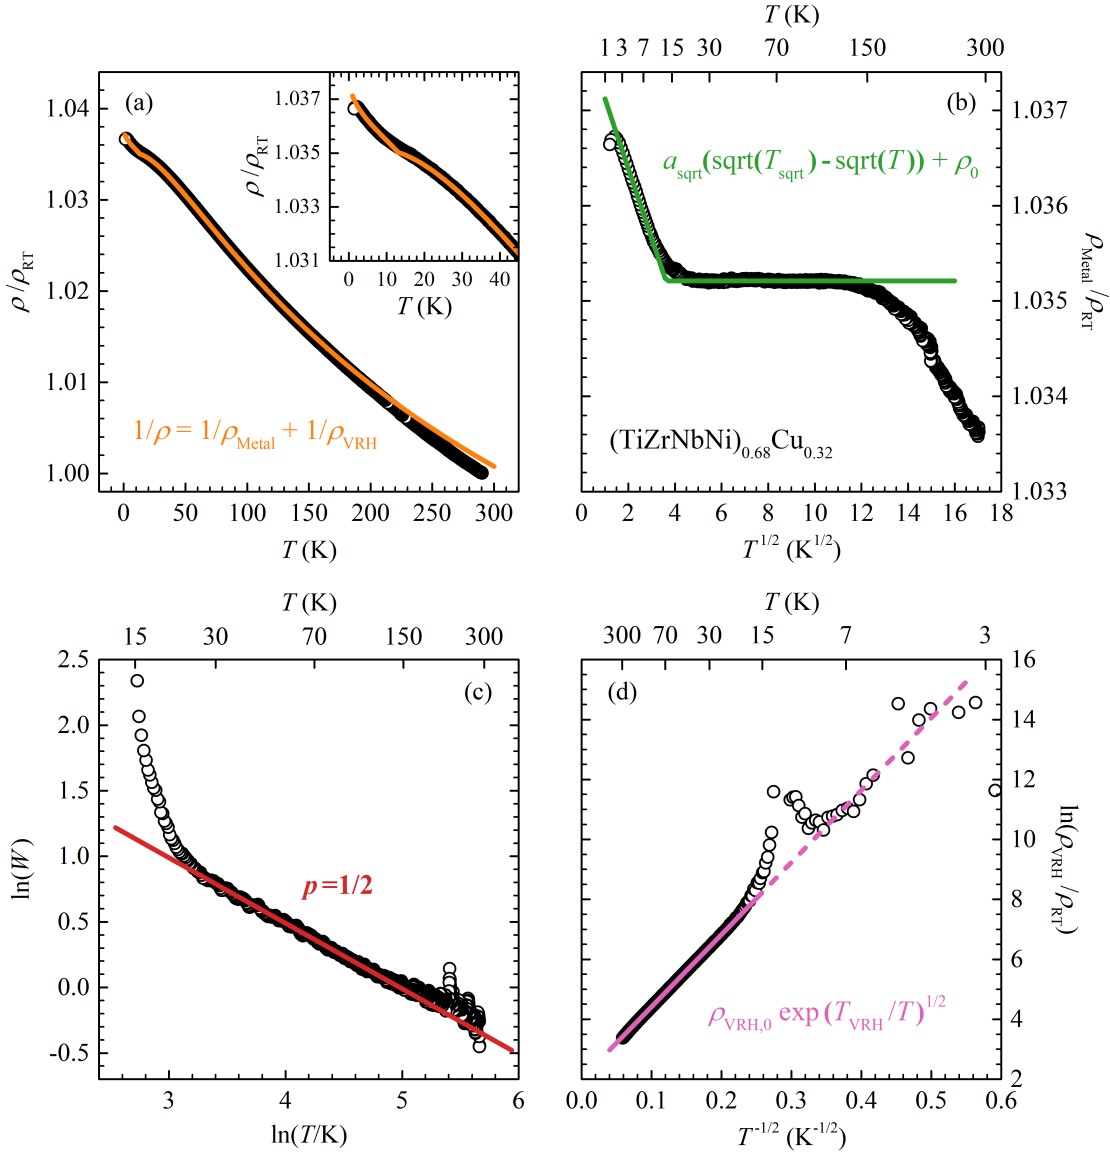 (a)
1.04
1.03
1.02
1.01
1.00
ρ/ρRT
0 50 100 150 200 250 300
T (K)
1/ρ = 1/ρMetal + 1/ρVRH
1.037
1.035
1.033
1.031
ρ/ρRT
0 20 40
T (K)
T (K)
1 3 7 15 30 70 150 300
(b)
asqrt(sqrt(Tsqrt) - sqrt(T)) + ρ0
(TiZrNbNi)0.68Cu0.32
1.037
1.036
1.035
1.034
1.033
ρMetal/ρRT
0 2 4 6 8 10 12 14 16 18
T1/2 (K1/2)
T (K)
15 30 70 150 300
(c)
2.5
2.0
1.5
1.0
0.5
0.0
-0.5
ln(W)
p=1/2
3 4 5 6
ln(T/K)
T (K)
300 70 30 15 7 3
(d)
16
14
12
10
8
6
4
2
ln(ρVRH/ρRT)
ρVRH,0 exp(TVRH/T)1/2
0.0 0.1 0.2 0.3 0.4 0.5 0.6
T-1/2 (K-1/2)